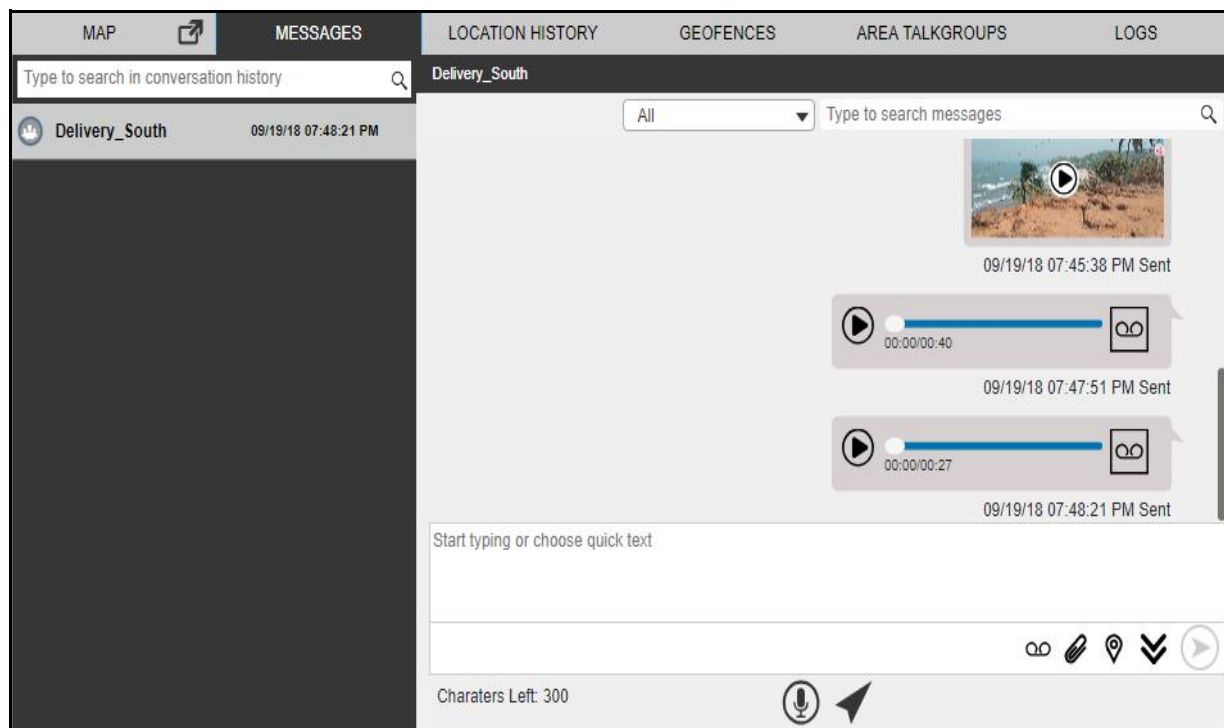 MAP MESSAGES LOCATION HISTORY GEOFENCES AREA TALKGROUPS LOGS
Type to search in conversation history
Delivery_South 09/19/18 07:48:21 PM
Delivery_South
All Type to search messages
09/19/18 07:45:38 PM Sent
00:00/00:40
09/19/18 07:47:51 PM Sent
00:00/00:27
09/19/18 07:48:21 PM Sent
Start typing or choose quick text
Charaters Left: 300